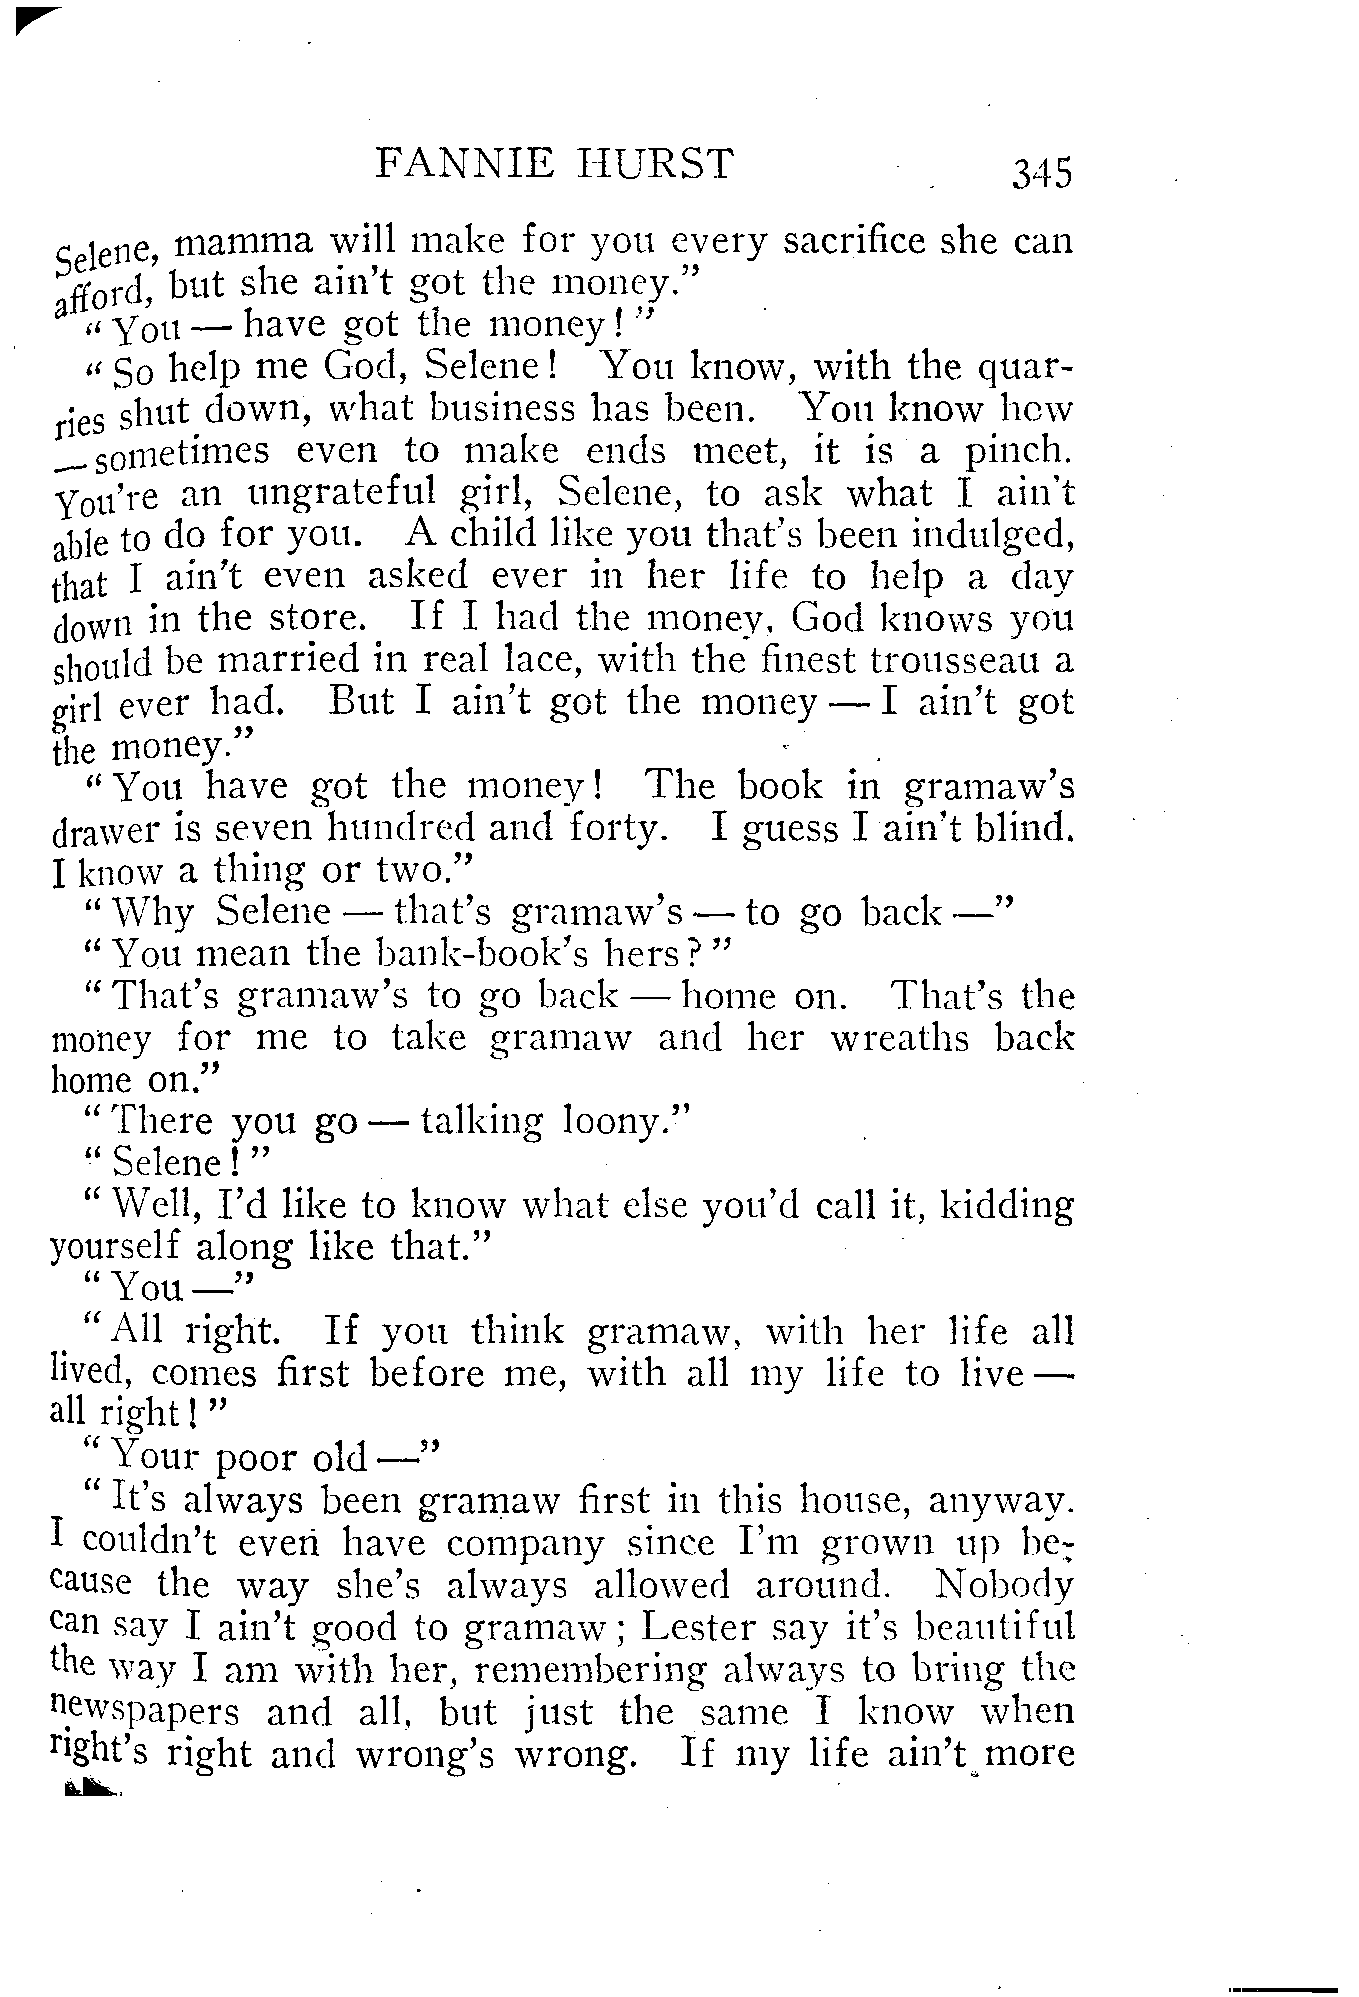 FANNIE HURST 345
Selene, mamma will make for you every sacrifice she can
afford, but she ain't got the money."
"You — have got the money!"
"So help me God, Selene! You know, with the quar-
ries shut down, what business has been. You know how
— sometimes even to make ends meet, it is a pinch.
You're an ungrateful girl, Selene, to ask what I ain't
able to do for you. A child like you that's been indulged,
that I ain't even asked ever in her life to help a day
down in the store. If I had the money, God knows you
should be married in real lace, with the finest trousseau a
girl ever had. But I ain't got the money — I ain't got
the money."
"You have got the money! The book in gramaw's
drawer is seven hundred and forty. I guess I ain't blind.
I know a thing or two."
"Why Selene — that's gramaw's — to go back —"
"You mean the bank-book's hers?"
"That's gramaw's to go back — home on. That's the
money for me to take gramaw and her wreaths back
home on."
"There you go — talking loony."
"Selene!"
"Well, I'd like to know what else you'd call it, kidding
yourself along like that."
"You —"
"All right. If you think gramaw, with her life all
lived, comes first before me, with all my life to live —
all right!"
"Your poor old —"
"It's always been gramaw first in this house, anyway.
I couldn't even have company since I'm grown up be-
cause the way she's always allowed around. Nobody
can say I ain't good to gramaw; Lester say it's beautiful
the way I am with her, remembering always to bring the
newspapers and all, but just the same I know when
right's right and wrong's wrong. If my life ain't more